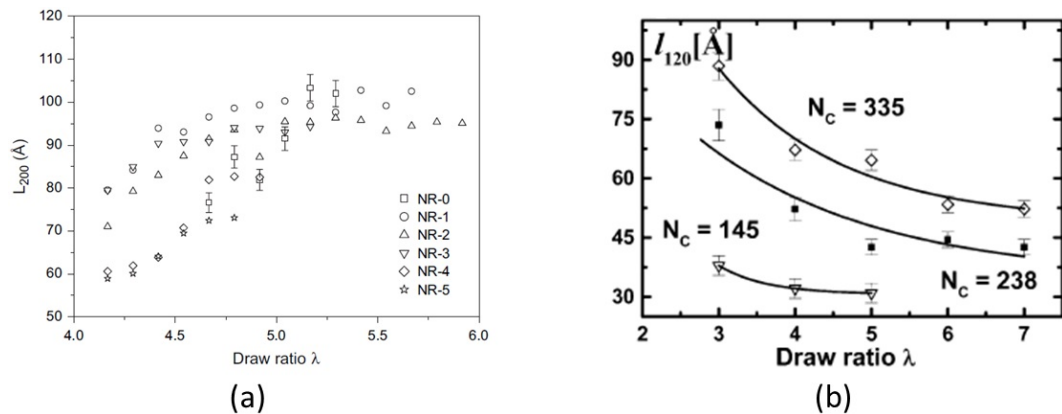 120
110
100
90
80
70
60
50
L200 (Å)
NR-0
NR-1
NR-2
NR-3
NR-4
NR-5
4.0 4.5 5.0 5.5 6.0
Draw ratio λ
(a)
l120[Å]
90
75
60
45
30
NC = 335
NC = 145
NC = 238
2 3 4 5 6 7
Draw ratio λ
(b)